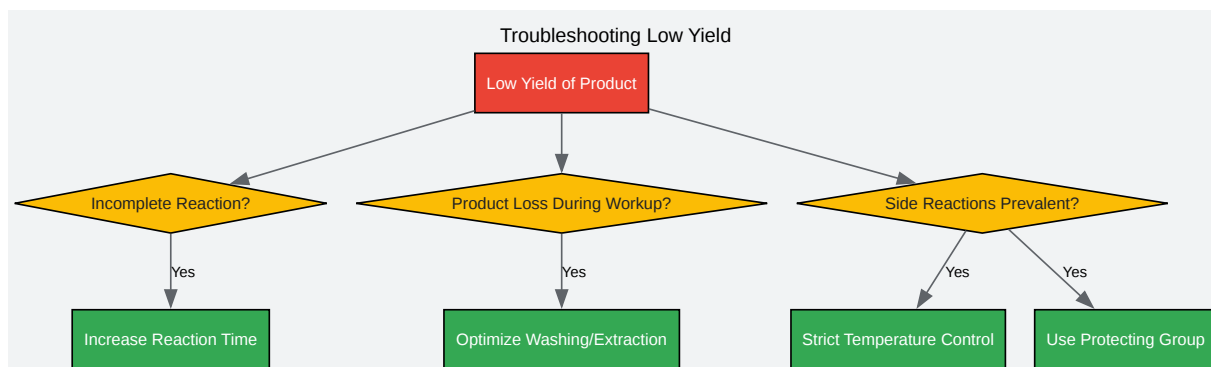 Troubleshooting Low Yield
Low Yield of Product
Incomplete Reaction?
Product Loss During Workup?
Side Reactions Prevalent?
Yes
Yes
Yes
Yes
Increase Reaction Time
Optimize Washing/Extraction
Strict Temperature Control
Use Protecting Group